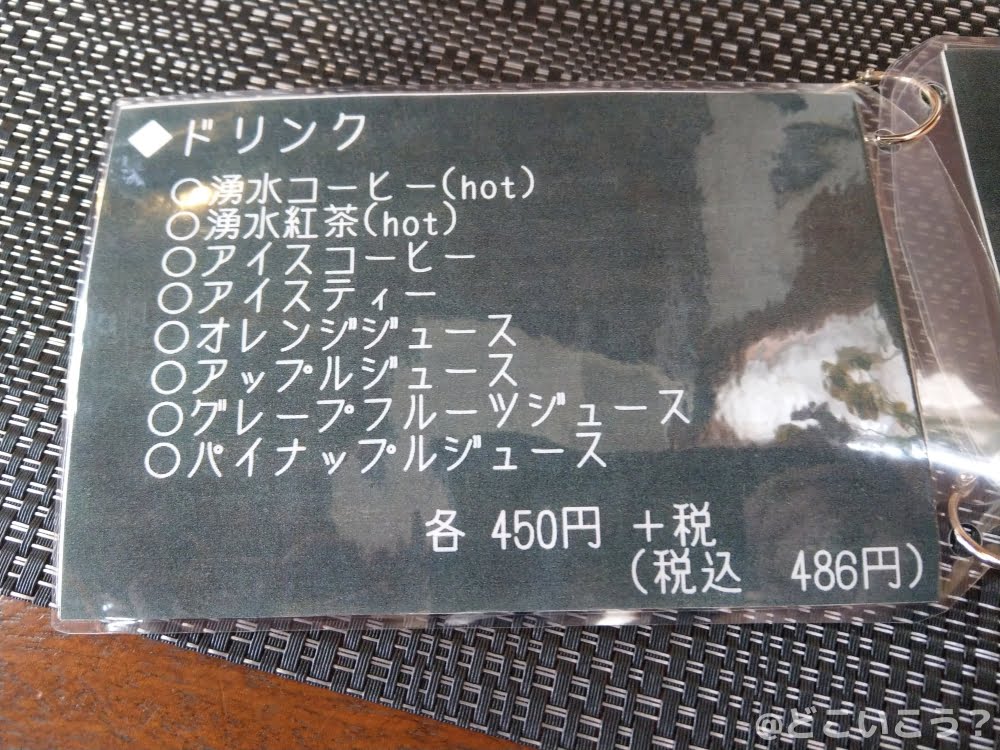 ◆ドリンク
○湧水コーヒー(hot)
○湧水紅茶(hot)
○アイスコーヒー
○アイスティー
○オレンジジュース
○アップルジュース
○グレープフルーツジュース
○パイナップルジュース
各 450円 +税
(税込 486円)
@どこいこう?